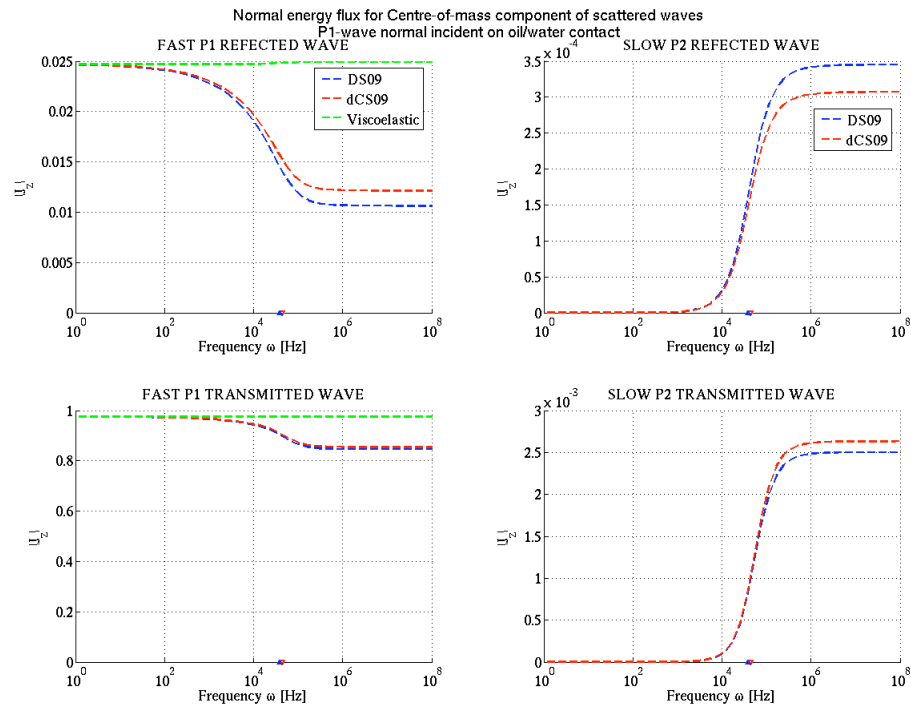 Normal energy flux for Centre-of-mass component of scattered waves
P1-wave normal incident on oil/water contact
FAST P1 REFECTED WAVE
0.025
0.02
0.015
0.01
0.005
0
|J_z|
DS09
dCS09
Viscoelastic
10^0
10^2
10^4
10^6
10^8
Frequency ω [Hz]
SLOW P2 REFECTED WAVE
× 10^-4
3.5
3
2.5
2
1.5
1
0.5
0
|J_z|
DS09
dCS09
10^0
10^2
10^4
10^6
10^8
Frequency ω [Hz]
FAST P1 TRANSMITTED WAVE
1
0.8
0.6
0.4
0.2
0
|J_z|
10^0
10^2
10^4
10^6
10^8
Frequency ω [Hz]
SLOW P2 TRANSMITTED WAVE
× 10^-3
3
2.5
2
1.5
1
0.5
0
|J_z|
10^0
10^2
10^4
10^6
10^8
Frequency ω [Hz]